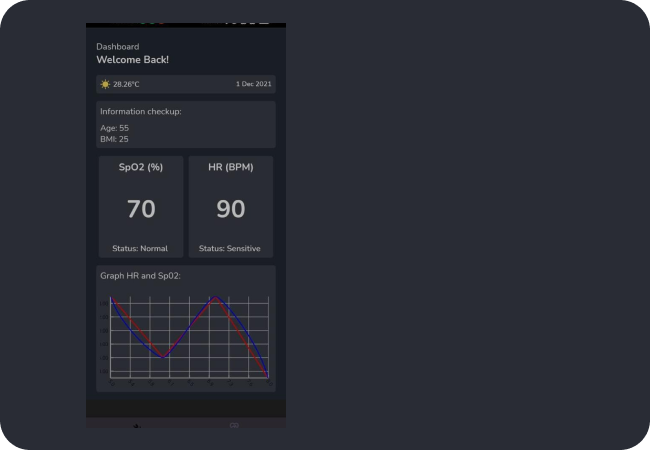 Dashboard
Welcome Back!
28.26°C
1 Dec 2021
Information checkup:
Age: 55
BMI: 25
SpO2 (%)
HR (BPM)
70
90
Status: Normal
Status: Sensitive
Graph HR and Sp02: